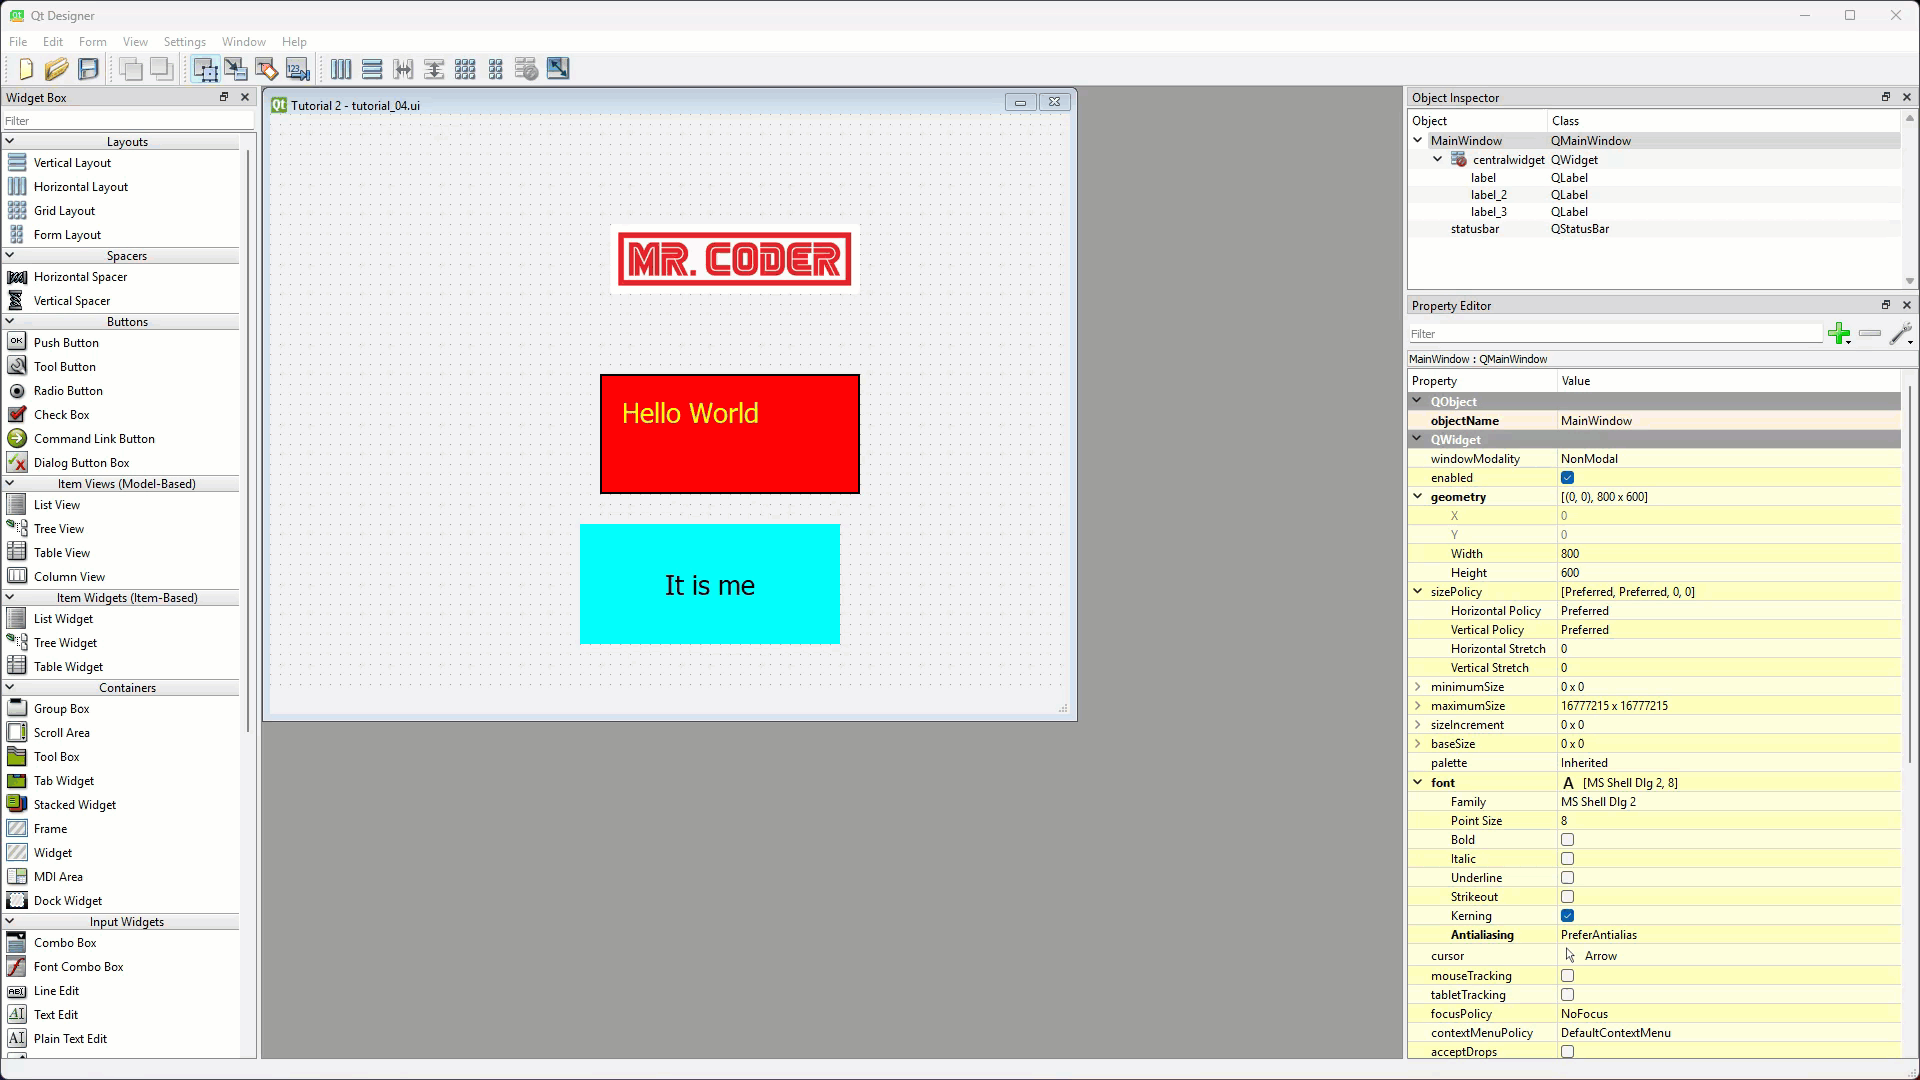 Qt Designer
File Edit Form View Settings Window Help
Widget Box
Filter
Layouts
Vertical Layout
Horizontal Layout
Grid Layout
Form Layout
Spacers
Horizontal Spacer
Vertical Spacer
Buttons
OK Push Button
Tool Button
Radio Button
Check Box
Command Link Button
Dialog Button Box
Item Views (Model-Based)
List View
Tree View
Table View
Column View
Item Widgets (Item-Based)
List Widget
Tree Widget
Table Widget
Containers
Group Box
Scroll Area
Tool Box
Tab Widget
Stacked Widget
Frame
Widget
MDI Area
Dock Widget
Input Widgets
Combo Box
Font Combo Box
Line Edit
Text Edit
Plain Text Edit
Tutorial 2 - tutorial_04.ui
MR. CODER
Hello World
It is me
Object Inspector
Object Class
MainWindow QMainWindow
centralwidget QWidget
label QLabel
label_2 QLabel
label_3 QLabel
statusbar QStatusBar
Property Editor
Filter
MainWindow : QMainWindow
Property Value
QObject
objectName MainWindow
QWidget
windowModality NonModal
enabled
geometry [(0, 0), 800 x 600]
X 0
Y 0
Width 800
Height 600
sizePolicy [Preferred, Preferred, 0, 0]
Horizontal Policy Preferred
Vertical Policy Preferred
Horizontal Stretch 0
Vertical Stretch 0
minimumSize 0 x 0
maximumSize 16777215 x 16777215
sizeIncrement 0 x 0
baseSize 0 x 0
palette Inherited
font A [MS Shell Dlg 2, 8]
Family MS Shell Dlg 2
Point Size 8
Bold
Italic
Underline
Strikeout
Kerning
Antialiasing PreferAntialias
cursor Arrow
mouseTracking
tabletTracking
focusPolicy NoFocus
contextMenuPolicy DefaultContextMenu
acceptDrops